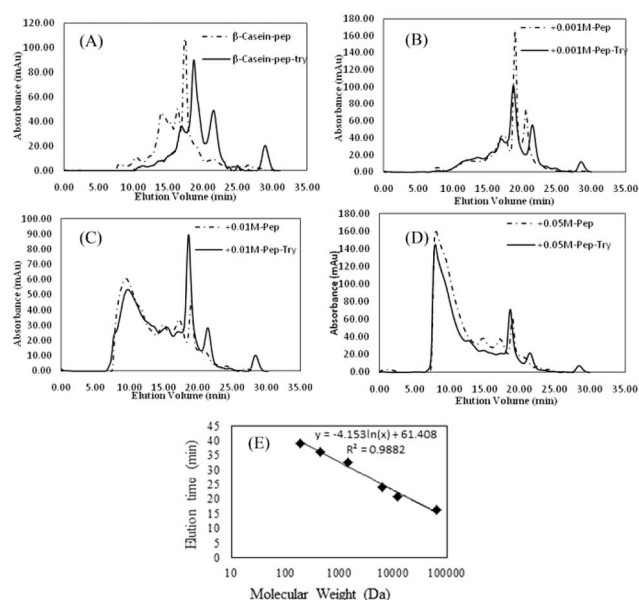 (A)
β-Casein-pep
β-Casein-pep-try
Absorbance (mAu)
120.00
100.00
80.00
60.00
40.00
20.00
0.00
0.00 5.00 10.00 15.00 20.00 25.00 30.00 35.00
Elution Volume (min)
(B)
+0.001M-Pep
+0.001M-Pep-Try
Absorbance (mAu)
180.00
160.00
140.00
120.00
100.00
80.00
60.00
40.00
20.00
0.00
0.00 5.00 10.00 15.00 20.00 25.00 30.00 35.00
Elution Volume (min)
(C)
+0.01M-Pep
+0.01M-Pep-Try
Absorbance (mAu)
100.00
90.00
80.00
70.00
60.00
50.00
40.00
30.00
20.00
10.00
0.00
0.00 5.00 10.00 15.00 20.00 25.00 30.00 35.00
Elution Volume (min)
(D)
+0.05M-Pep
+0.05M-Pep-Try
Absorbance (mAu)
180.00
160.00
140.00
120.00
100.00
80.00
60.00
40.00
20.00
0.00
0.00 5.00 10.00 15.00 20.00 25.00 30.00 35.00
Elution Volume (min)
(E)
y = -4.153ln(x) + 61.408
R² = 0.9882
Elution time (min)
45
40
35
30
25
20
15
10
5
0
10 100 1000 10000 100000
Molecular Weight (Da)